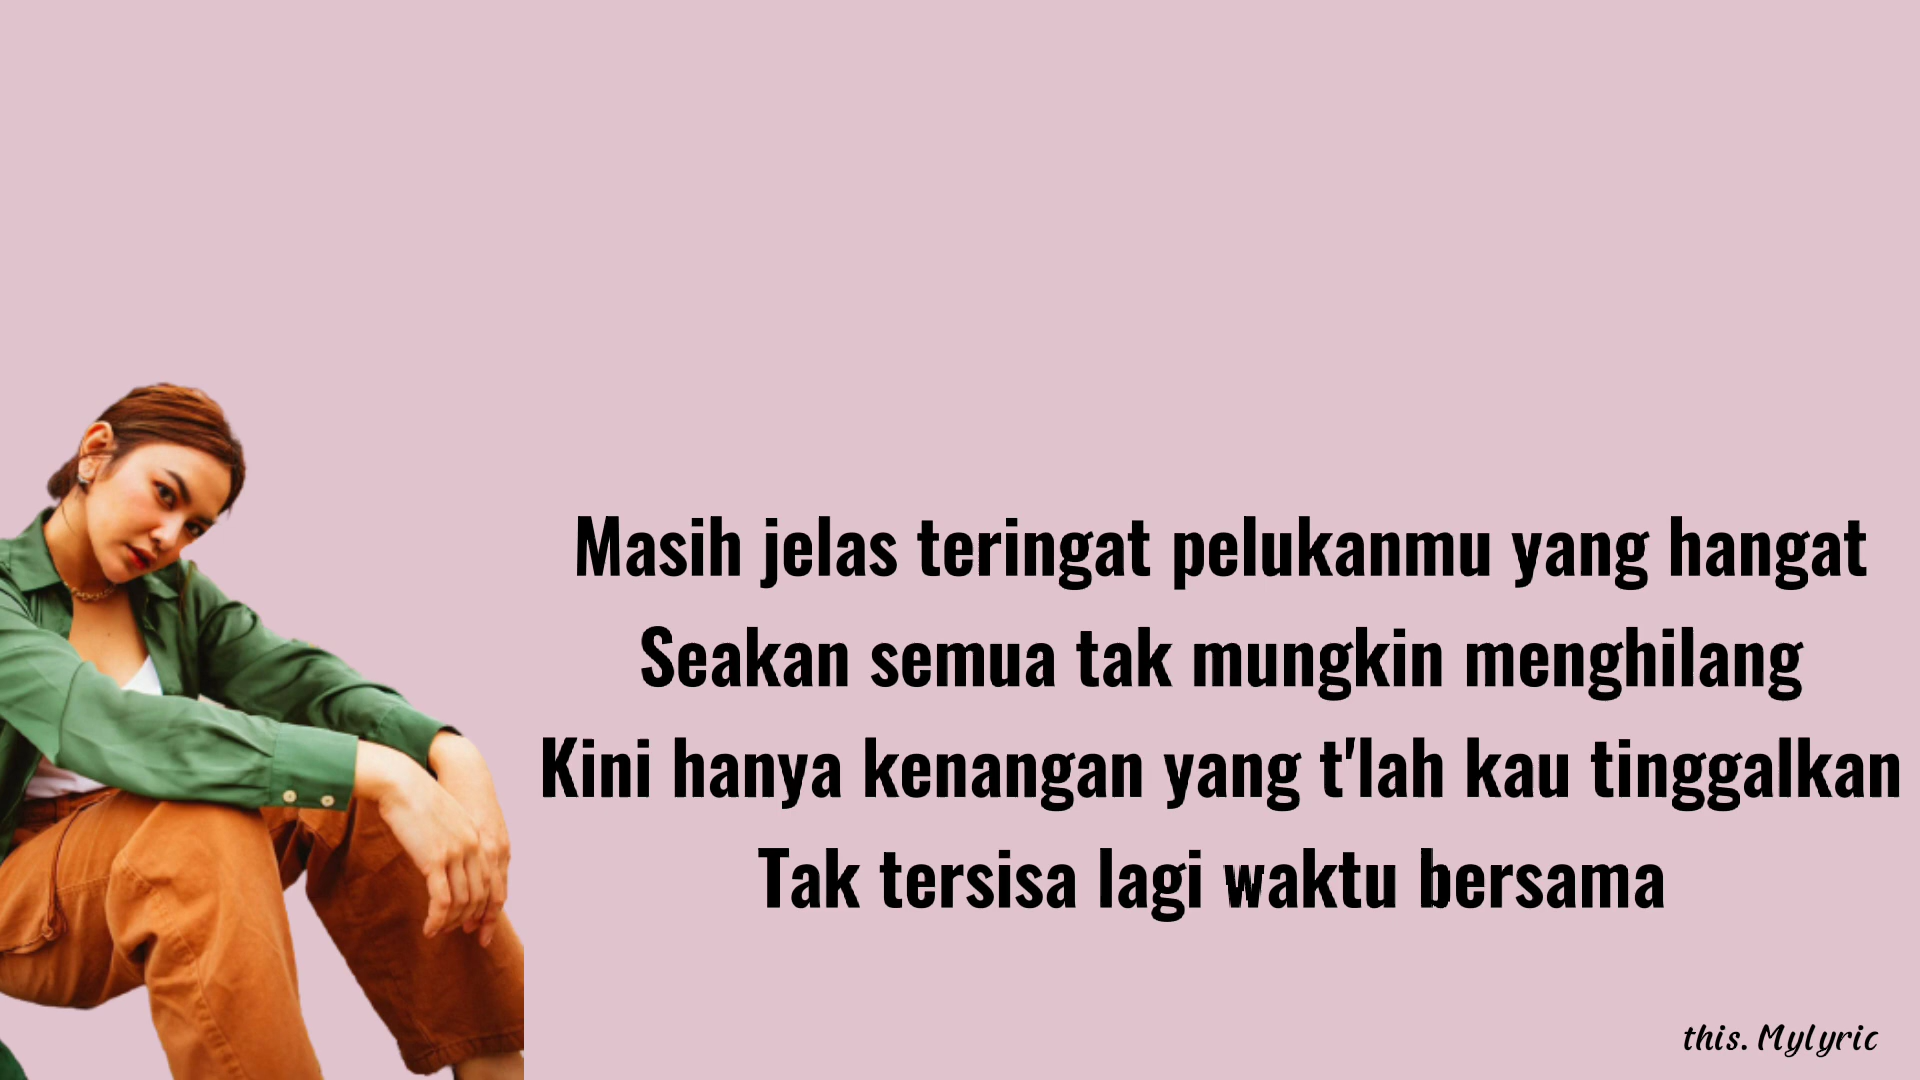 Masih jelas teringat pelukanmu yang hangat
Seakan semua tak mungkin menghilang
Kini hanya kenangan yang t'lah kau tinggalkan
Tak tersisa lagi waktu bersama
this. Mylyric